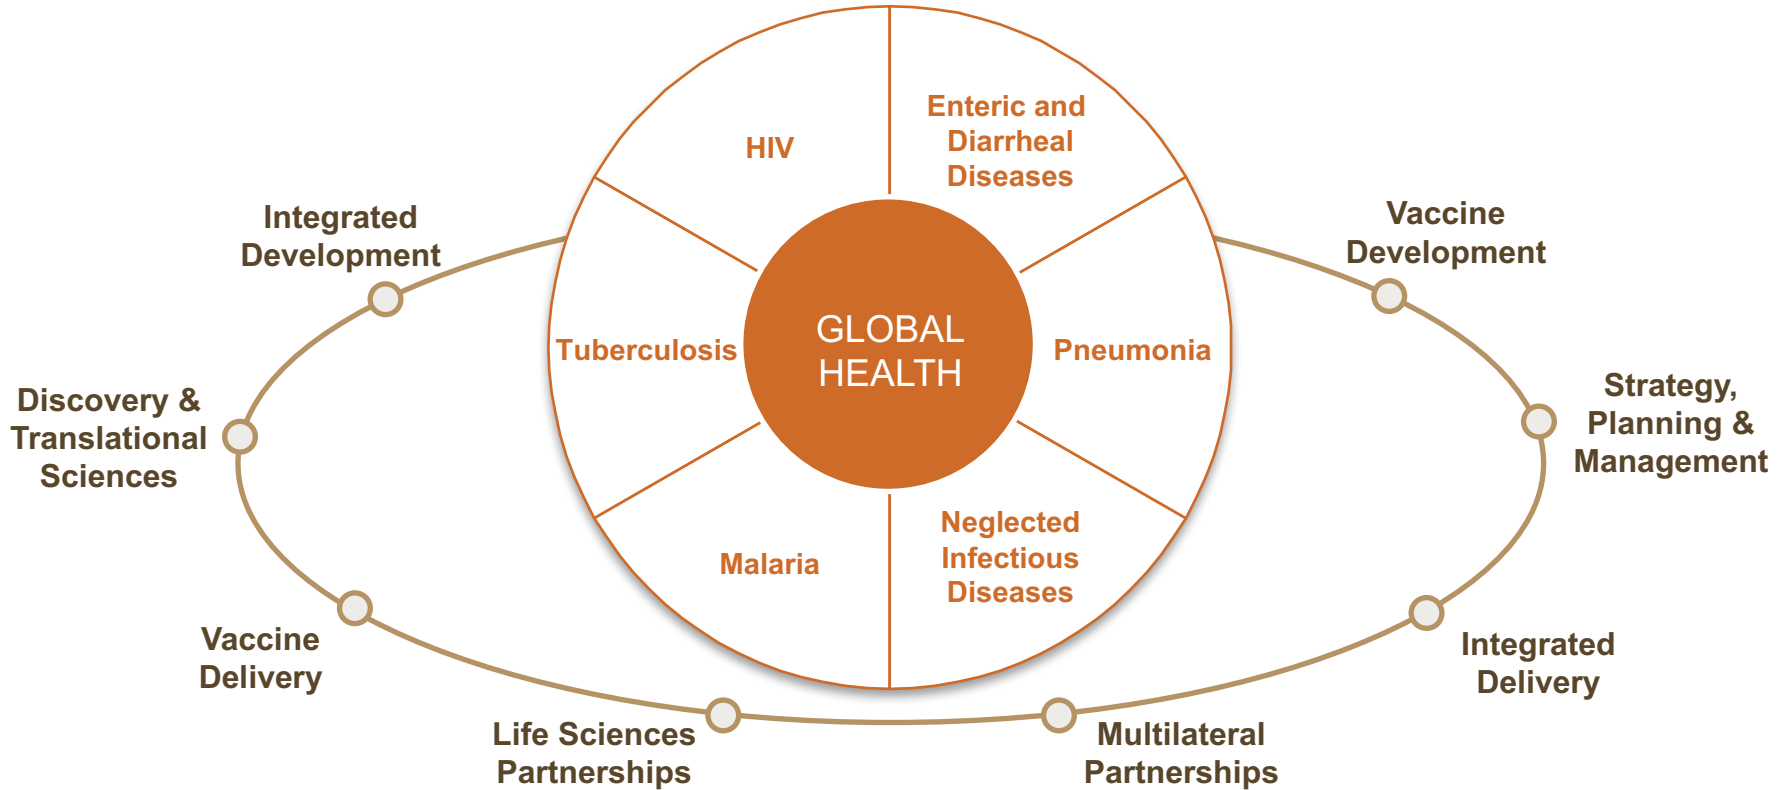 HIV
Enteric and
Diarrheal
Diseases
Integrated
Development
Vaccine
Development
GLOBAL
HEALTH
Tuberculosis
Pneumonia
Discovery &
Translational
Sciences
Strategy,
Planning &
Management
Malaria
Neglected
Infectious
Diseases
Vaccine
Delivery
Integrated
Delivery
Life Sciences
Partnerships
Multilateral
Partnerships